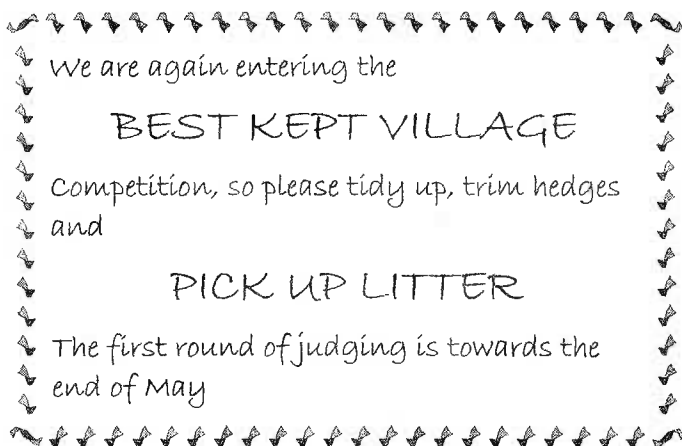 We are again entering the
BEST KEPT VILLAGE
Competition, so please tidy up, trim hedges
and
PICK UP LITTER
The first round of judging is towards the
end of May